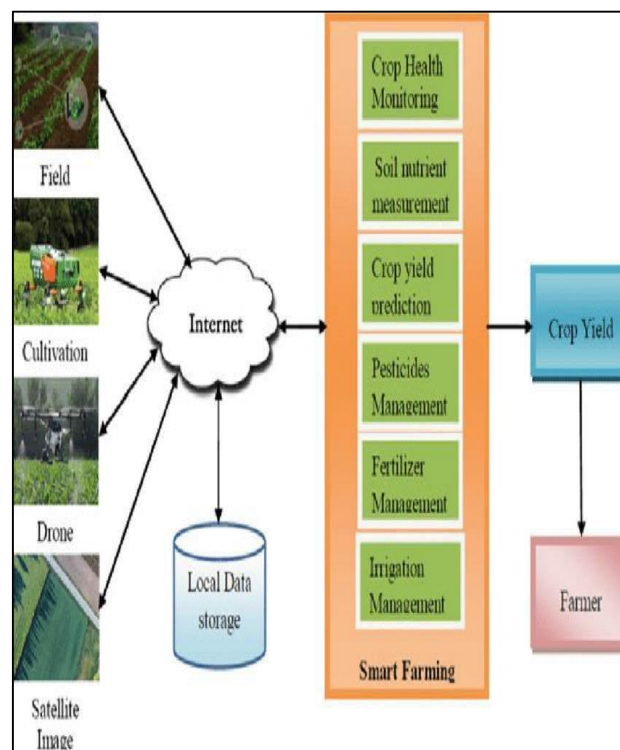 Field
Cultivation
Drone
Satellite
Image
Internet
Local Data
storage
Crop Health
Monitoring
Soil nutrient
measurement
Crop yield
prediction
Pesticides
Management
Fertilizer
Management
Irrigation
Management
Smart Farming
Crop Yield
Farmer